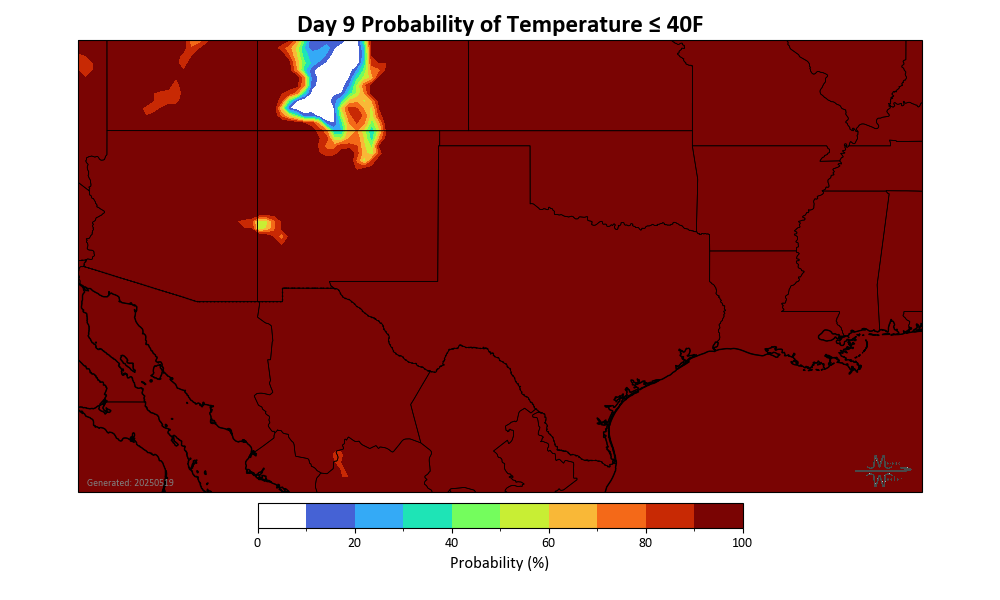 Day 9 Probability of Temperature ≤ 40F
Generated: 20250519
0 20 40 60 80 100
Probability (%)